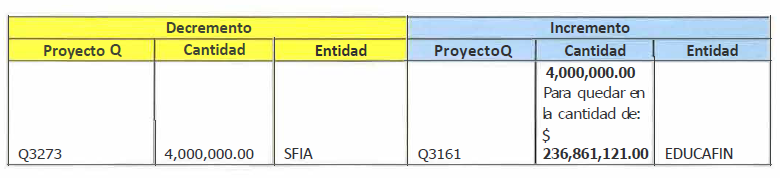 Decremento Incremento
Proyecto Q Cantidad Entidad ProyectoQ Cantidad Entidad
4,000,000.00
Para quedar en
la cantidad de:
$
Q3273 4,000,000.00 SFIA Q3161 236,861,121.00 EDUCAFIN